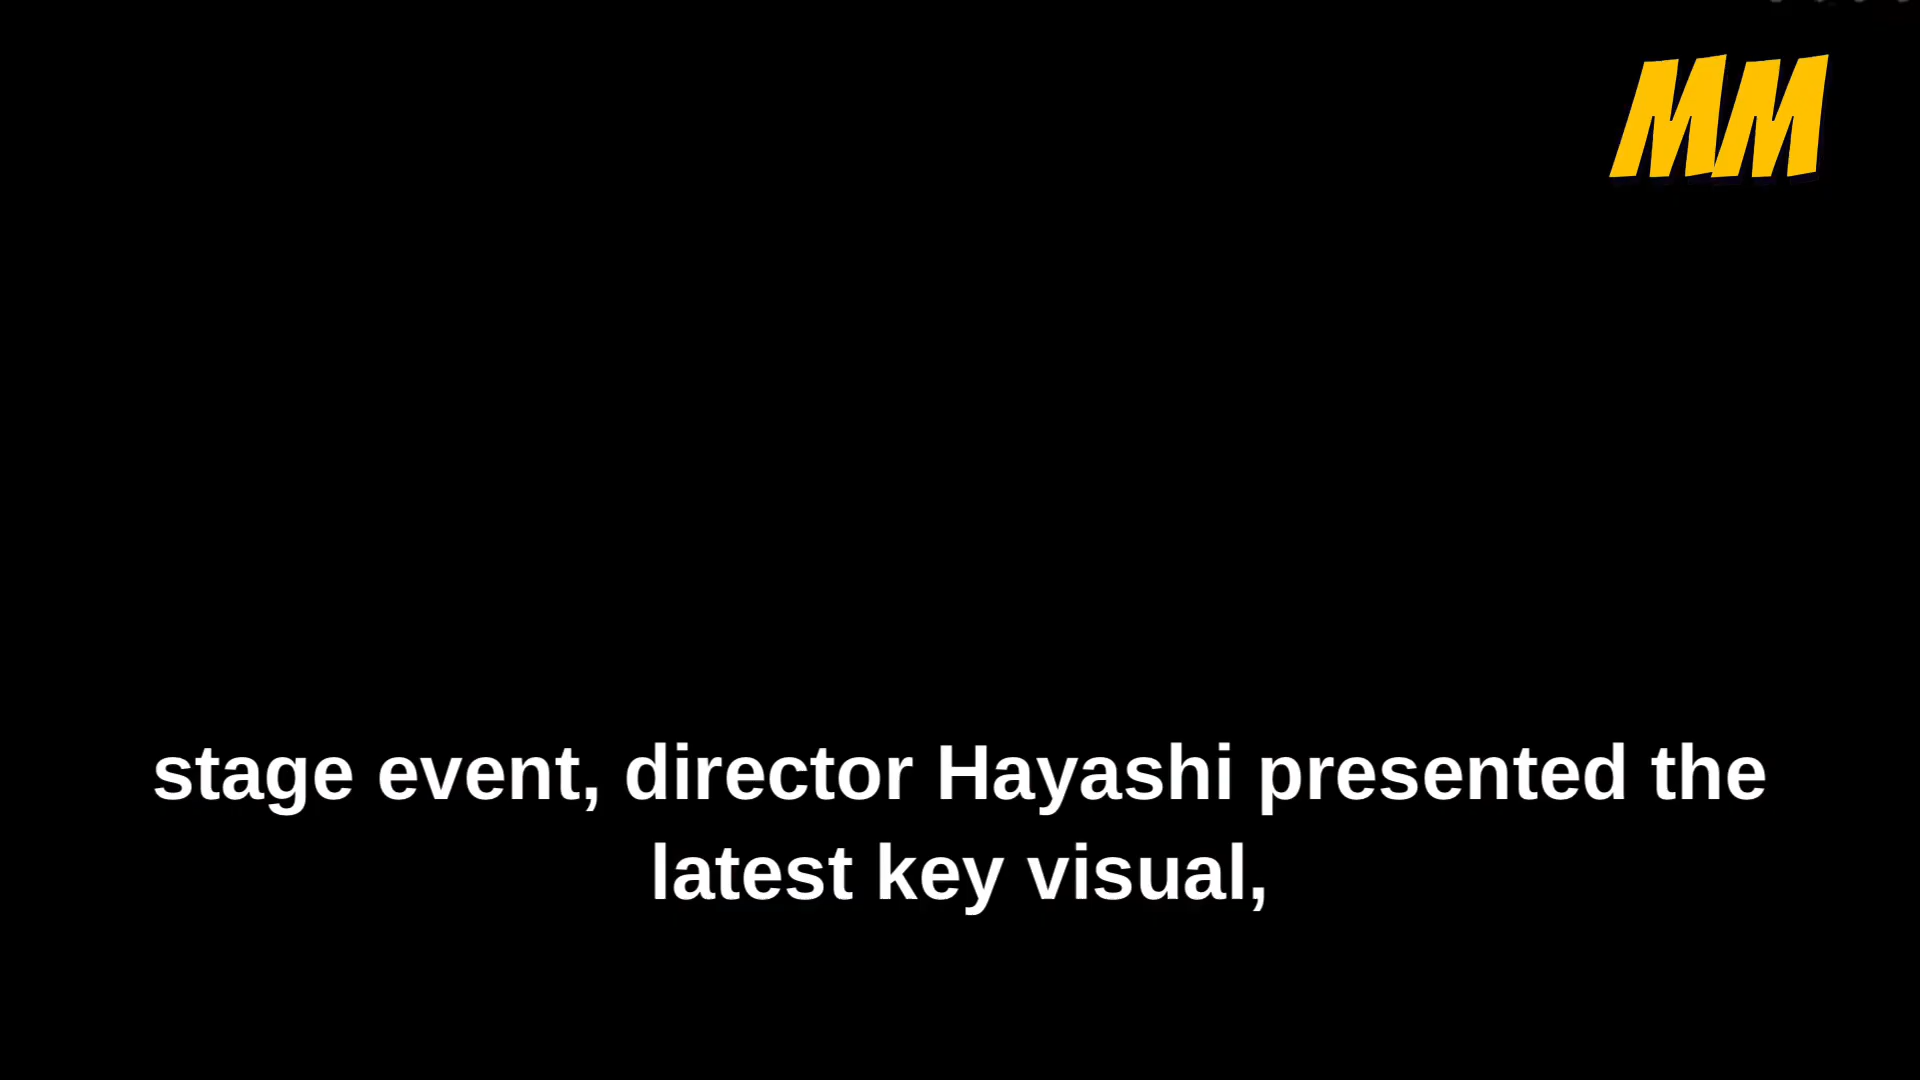 MM
stage event, director Hayashi presented the
latest key visual,